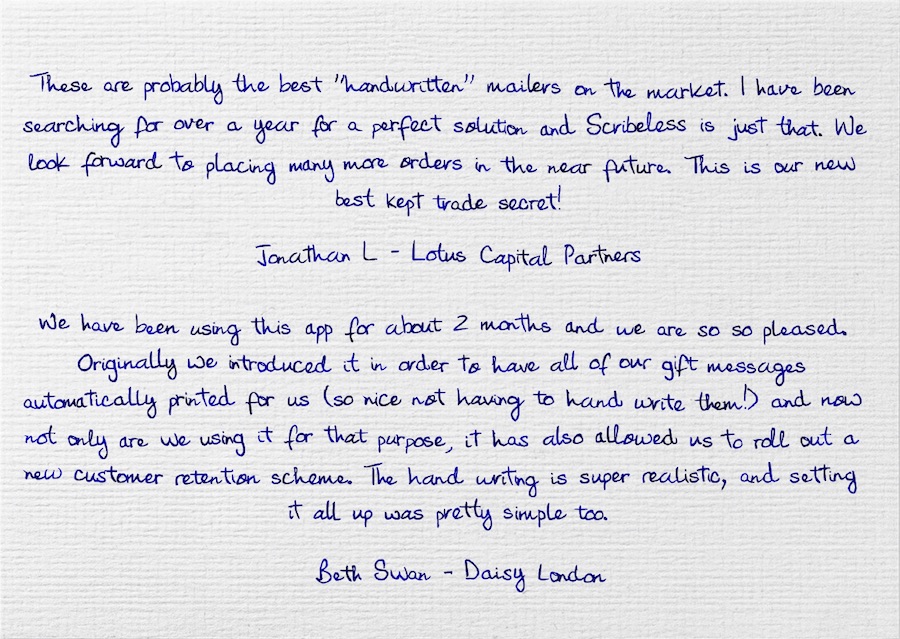 These are probably the best "handwritten" mailers on the market. I have been
searching for over a year for a perfect solution and Scribeless is just that. We
look forward to placing many more orders in the near future. This is our new
best kept trade secret!
Jonathan L - Lotus Capital Partners
We have been using this app for about 2 months and we are so so pleased.
Originally we introduced it in order to have all of our gift messages
automatically printed for us (so nice not having to hand write them!) and now
not only are we using it for that purpose, it has also allowed us to roll out a
new customer retention scheme. The hand writing is super realistic, and setting
it all up was pretty simple too.
Beth Swan - Daisy London